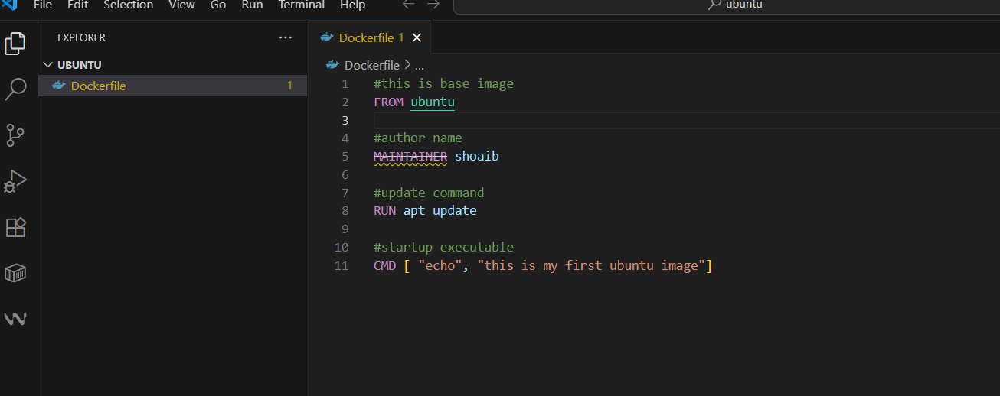 File Edit Selection View Go Run Terminal Help ubuntu
EXPLORER ...
UBUNTU
Dockerfile 1
Dockerfile 1
Dockerfile > ...
1 #this is base image
2 FROM ubuntu
3
4 #author name
5 MAINTAINER shoaib
6
7 #update command
8 RUN apt update
9
10 #startup executable
11 CMD [ "echo", "this is my first ubuntu image"]